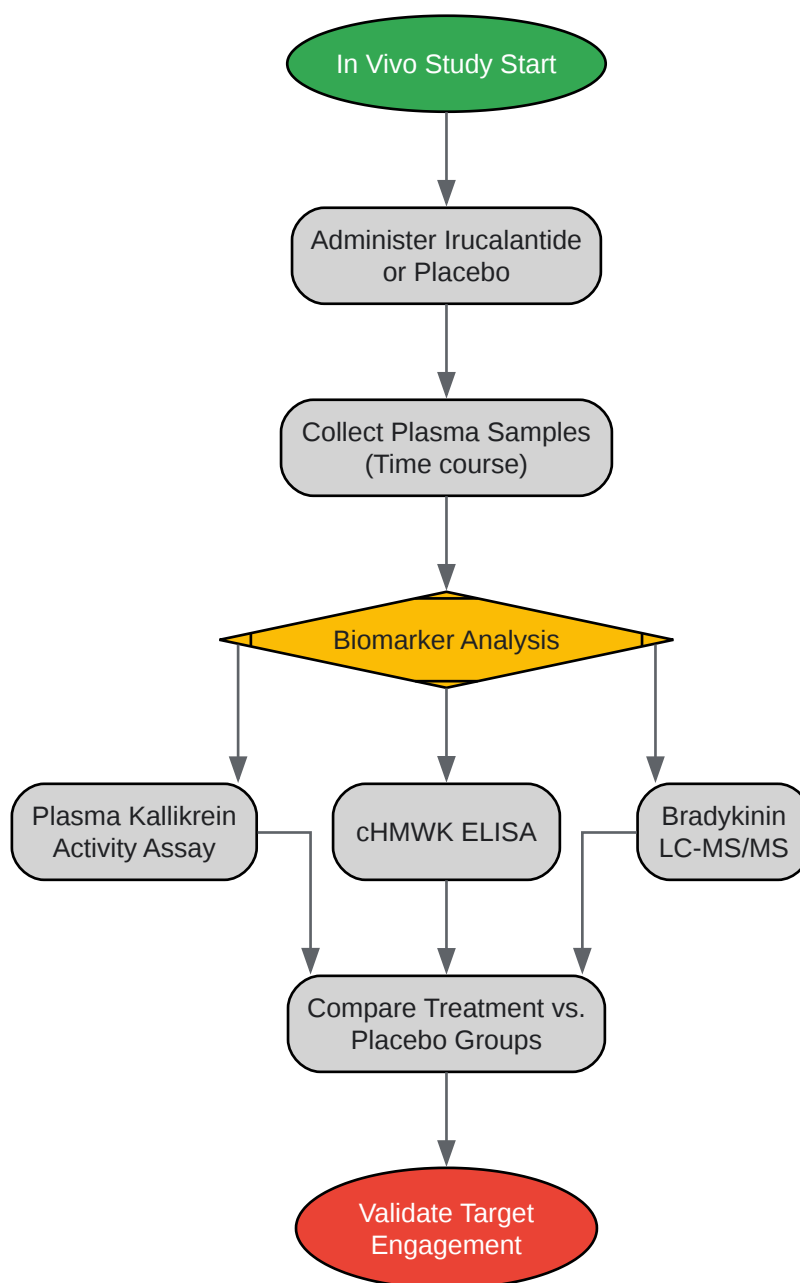 In Vivo Study Start
Administer Irucalantide
or Placebo
Collect Plasma Samples
(Time course)
Biomarker Analysis
Plasma Kallikrein
Activity Assay
cHMWK ELISA
Bradykinin
LC-MS/MS
Compare Treatment vs.
Placebo Groups
Validate Target
Engagement